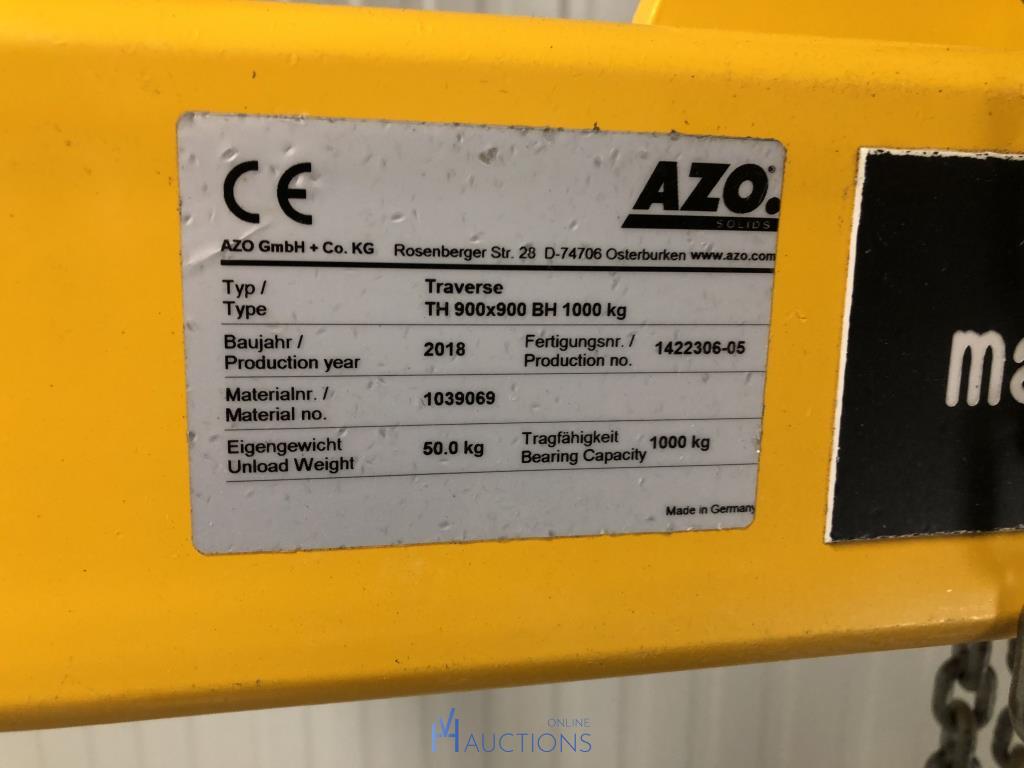 CE
AZO.®
SOLIDS
AZO GmbH + Co. KG Rosenberger Str. 28 D-74706 Osterburken www.azo.com
Typ / Traverse
Type TH 900x900 BH 1000 kg
Baujahr / Fertigungsnr. /
Production year 2018 Production no. 1422306-05
Materialnr. /
Material no. 1039069
Eigengewicht Tragfähigkeit
Unload Weight 50.0 kg Bearing Capacity 1000 kg
Made in Germany
ma
VH ONLINE
AUCTIONS